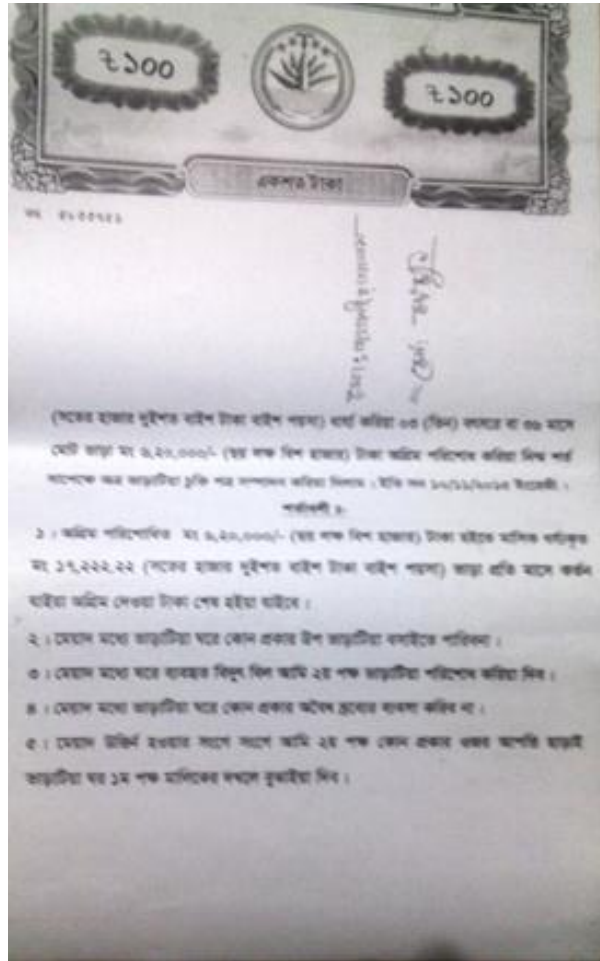 ৳১০০
৳১০০
একশত টাকা
(সতের হাজার দুইশত বাইশ টাকা বাইশ পয়সা) ধার্য্য করিয়া ০৩ (তিন) বৎসরে বা ৩৬ মাসে
মোট ভাড়া মং ৬,২০,০০০/- (ছয় লক্ষ বিশ হাজার) টাকা অগ্রিম পরিশোধ করিয়া নিম্ন শর্ত
সাপেক্ষে অত্র ভাড়াটিয়া চুক্তি পত্র সম্পাদন করিয়া দিলাম । ইতি সন ইংরেজী ।
শর্তাবলী ঃ-
১ । অগ্রিম পরিশোধিত মং ৬,২০,০০০/- (ছয় লক্ষ বিশ হাজার) টাকা হইতে মাসিক ধার্য্যকৃত
মং ১৭,২২২.২২ (সতের হাজার দুইশত বাইশ টাকা বাইশ পয়সা) ভাড়া প্রতি মাসে কর্তন
যাইয়া অগ্রিম দেওয়া টাকা শেষ হইয়া যাইবে ।
২ । মেয়াদ মধ্যে ভাড়াটিয়া ঘরে কোন প্রকার উপ ভাড়াটিয়া বসাইতে পারিবনা ।
৩ । মেয়াদ মধ্যে ঘরে ব্যবহৃত বিদ্যুৎ বিল আমি ২য় পক্ষ ভাড়াটিয়া পরিশোধ করিয়া দিব ।
৪ । মেয়াদ মধ্যে ভাড়াটিয়া ঘরে কোন প্রকার অবৈধ দ্রব্যের ব্যবসা করিব না ।
৫ । মেয়াদ উত্তির্ন হওয়ার সাথে সাথে আমি ২য় পক্ষ কোন প্রকার ওজর আপত্তি ছাড়াই
ভাড়াটিয়া ঘর ১ম পক্ষ মালিকের দখলে বুঝাইয়া দিব ।